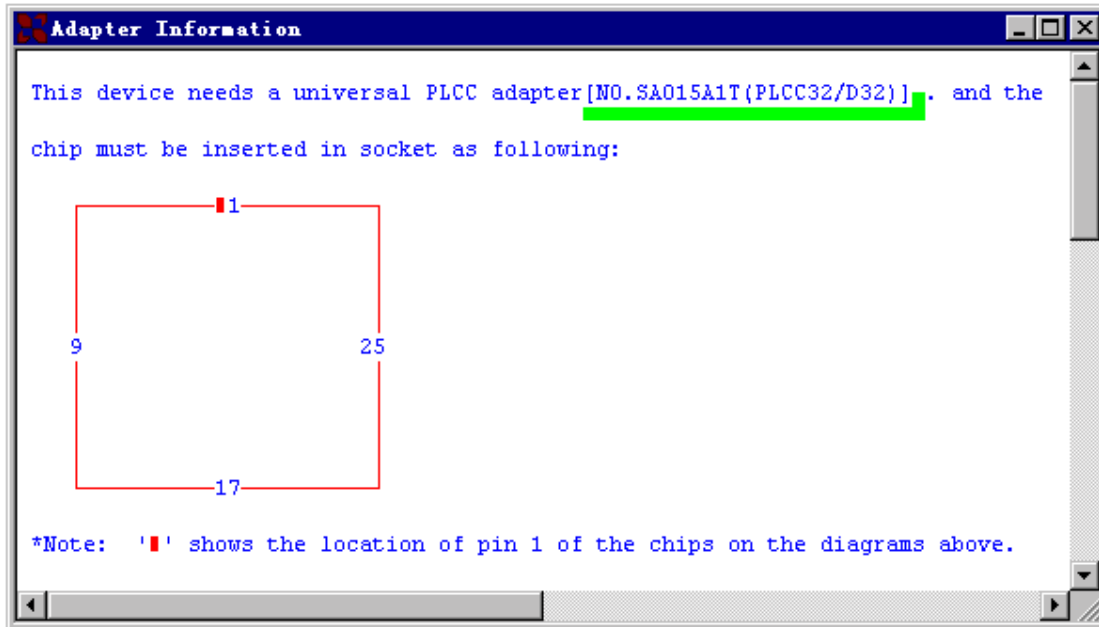 Adapter Information
This device needs a universal PLCC adapter[NO.SA015A1T(PLCC32/D32)] . and the
chip must be inserted in socket as following:
1
9 25
17
*Note: '▮' shows the location of pin 1 of the chips on the diagrams above.